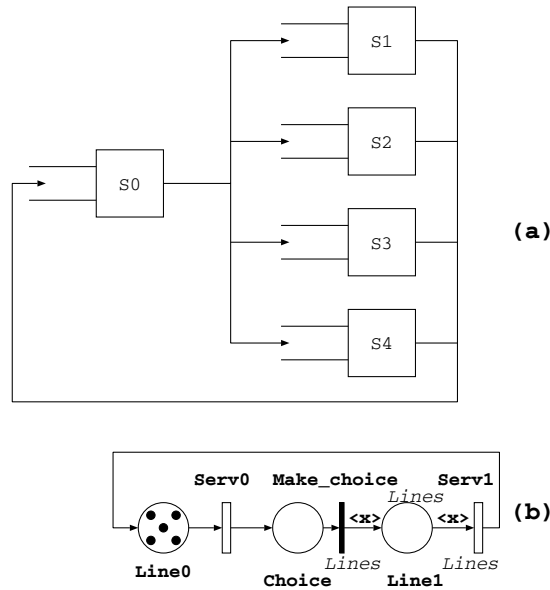 S1
S2
S0
S3
(a)
S4
Serv0 Make_choice Serv1
Lines
<x> <x>
(b)
Lines Lines
Line0 Choice Line1